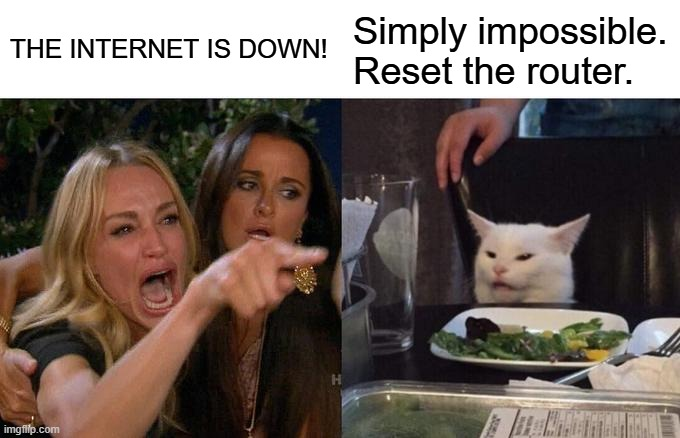 THE INTERNET IS DOWN!
Simply impossible.
Reset the router.
imgflip.com